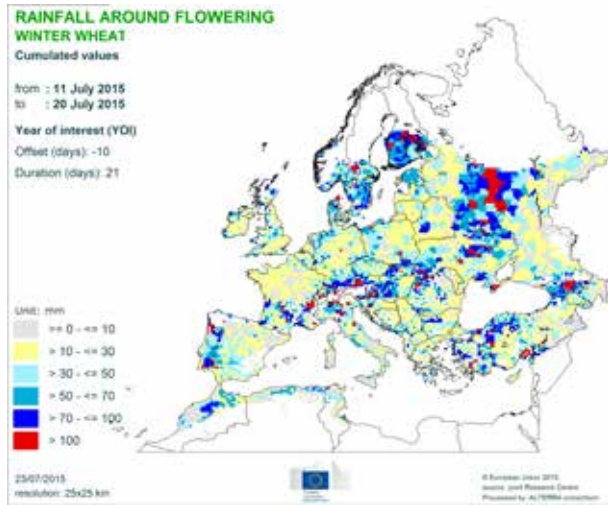 RAINFALL AROUND FLOWERING
WINTER WHEAT
Cumulated values
from : 11 July 2015
to : 20 July 2015
Year of interest (YOI)
Offset (days): -10
Duration (days): 21
Unit: mm
>= 0 - <= 10
> 10 - <= 30
> 30 - <= 50
> 50 - <= 70
> 70 - <= 100
> 100
23/07/2015
resolution: 25x25 km
© European Union 2015
source: Joint Research Centre
Processed by: ALTERRA consortium